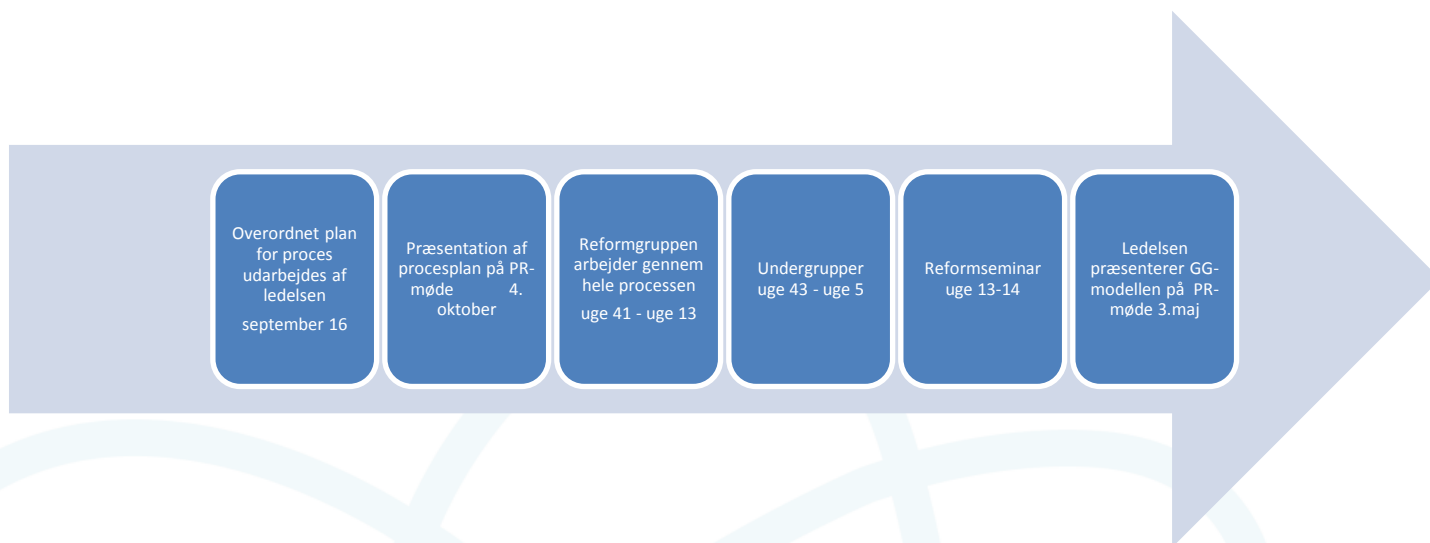 Overordnet plan
for proces
udarbejdes af
ledelsen
september 16
Præsentation af
procesplan på PR-
møde 4.
oktober
Reformgruppen
arbejder gennem
hele processen
uge 41 - uge 13
Undergrupper
uge 43 - uge 5
Reformseminar
uge 13-14
Ledelsen
præsenterer GG-
modellen på PR-
møde 3.maj